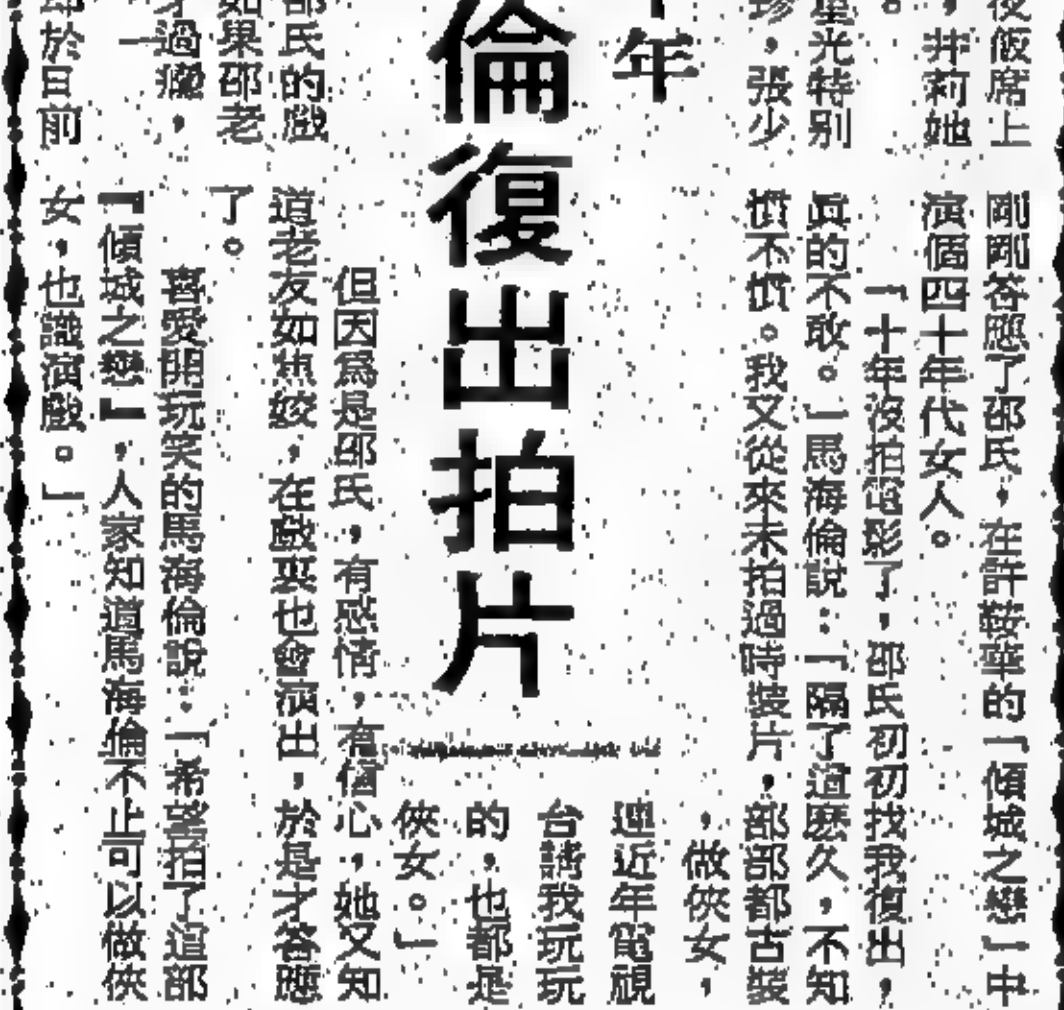 年
倫復出拍片
夜飯席上
，井莉她
。
星光特別
珍，張少
邵氏的戲
如果邵老
才過癮，
於日前
剛剛答應了邵氏，在許鞍華的「傾城之戀」中
演個四十年代女人。
「十年沒拍電影了，邵氏初初找我復出，
真的不敢。」馬海倫說：「隔了這麽久，不知
慣不慣。我又從來未拍過時裝片，部部都古裝
，做俠女，
連近年電視
台請我玩玩
的，也都是
俠女。」
但因爲是邵氏，有感情，有信心，她又知
道老友如焦姣，在戲裏也會演出，於是才答應
了。
喜愛開玩笑的馬海倫說：「希望拍了這部
『傾城之戀』，人家知道馬海倫不止可以做俠
女，也識演戲。」